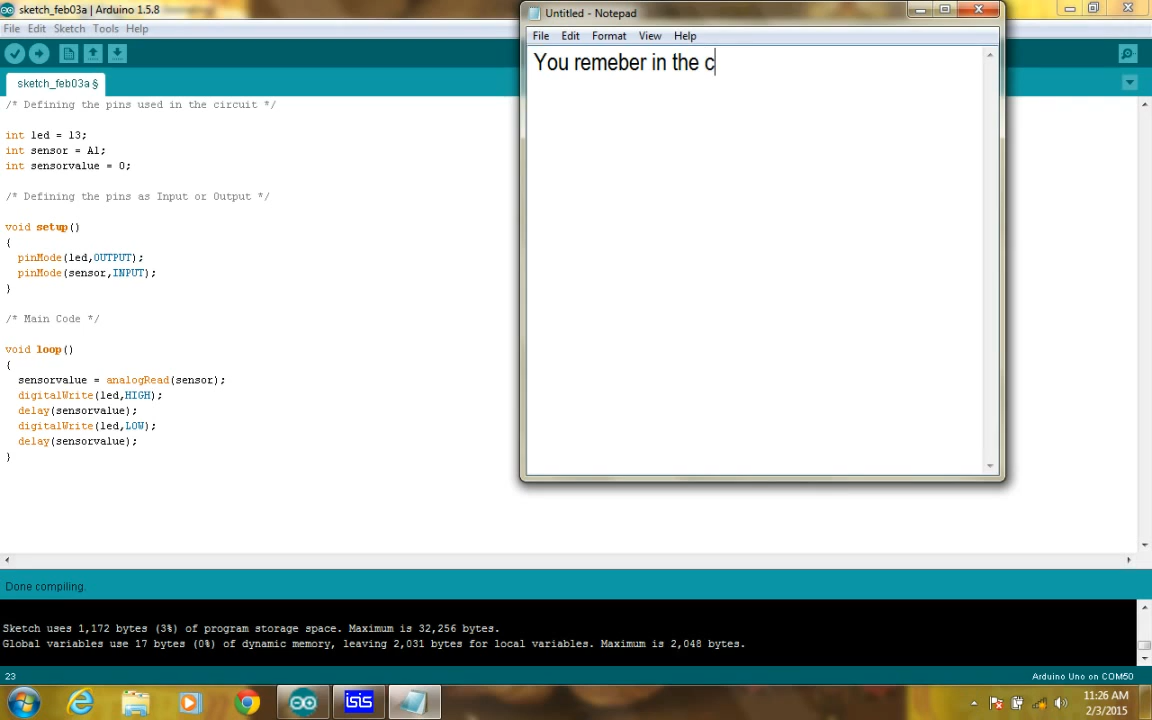 sketch_feb03a | Arduino 1.5.8
File Edit Sketch Tools Help
sketch_feb03a §
/* Defining the pins used in the circuit */
int led = 13;
int sensor = A1;
int sensorvalue = 0;
/* Defining the pins as Input or Output */
void setup()
{
pinMode(led,OUTPUT);
pinMode(sensor,INPUT);
}
/* Main Code */
void loop()
{
sensorvalue = analogRead(sensor);
digitalWrite(led,HIGH);
delay(sensorvalue);
digitalWrite(led,LOW);
delay(sensorvalue);
}
Untitled - Notepad
File Edit Format View Help
You remeber in the c
Done compiling.
Sketch uses 1,172 bytes (3%) of program storage space. Maximum is 32,256 bytes.
Global variables use 17 bytes (0%) of dynamic memory, leaving 2,031 bytes for local variables. Maximum is 2,048 bytes.
23
Arduino Uno on COM50
isis
11:26 AM
2/3/2015